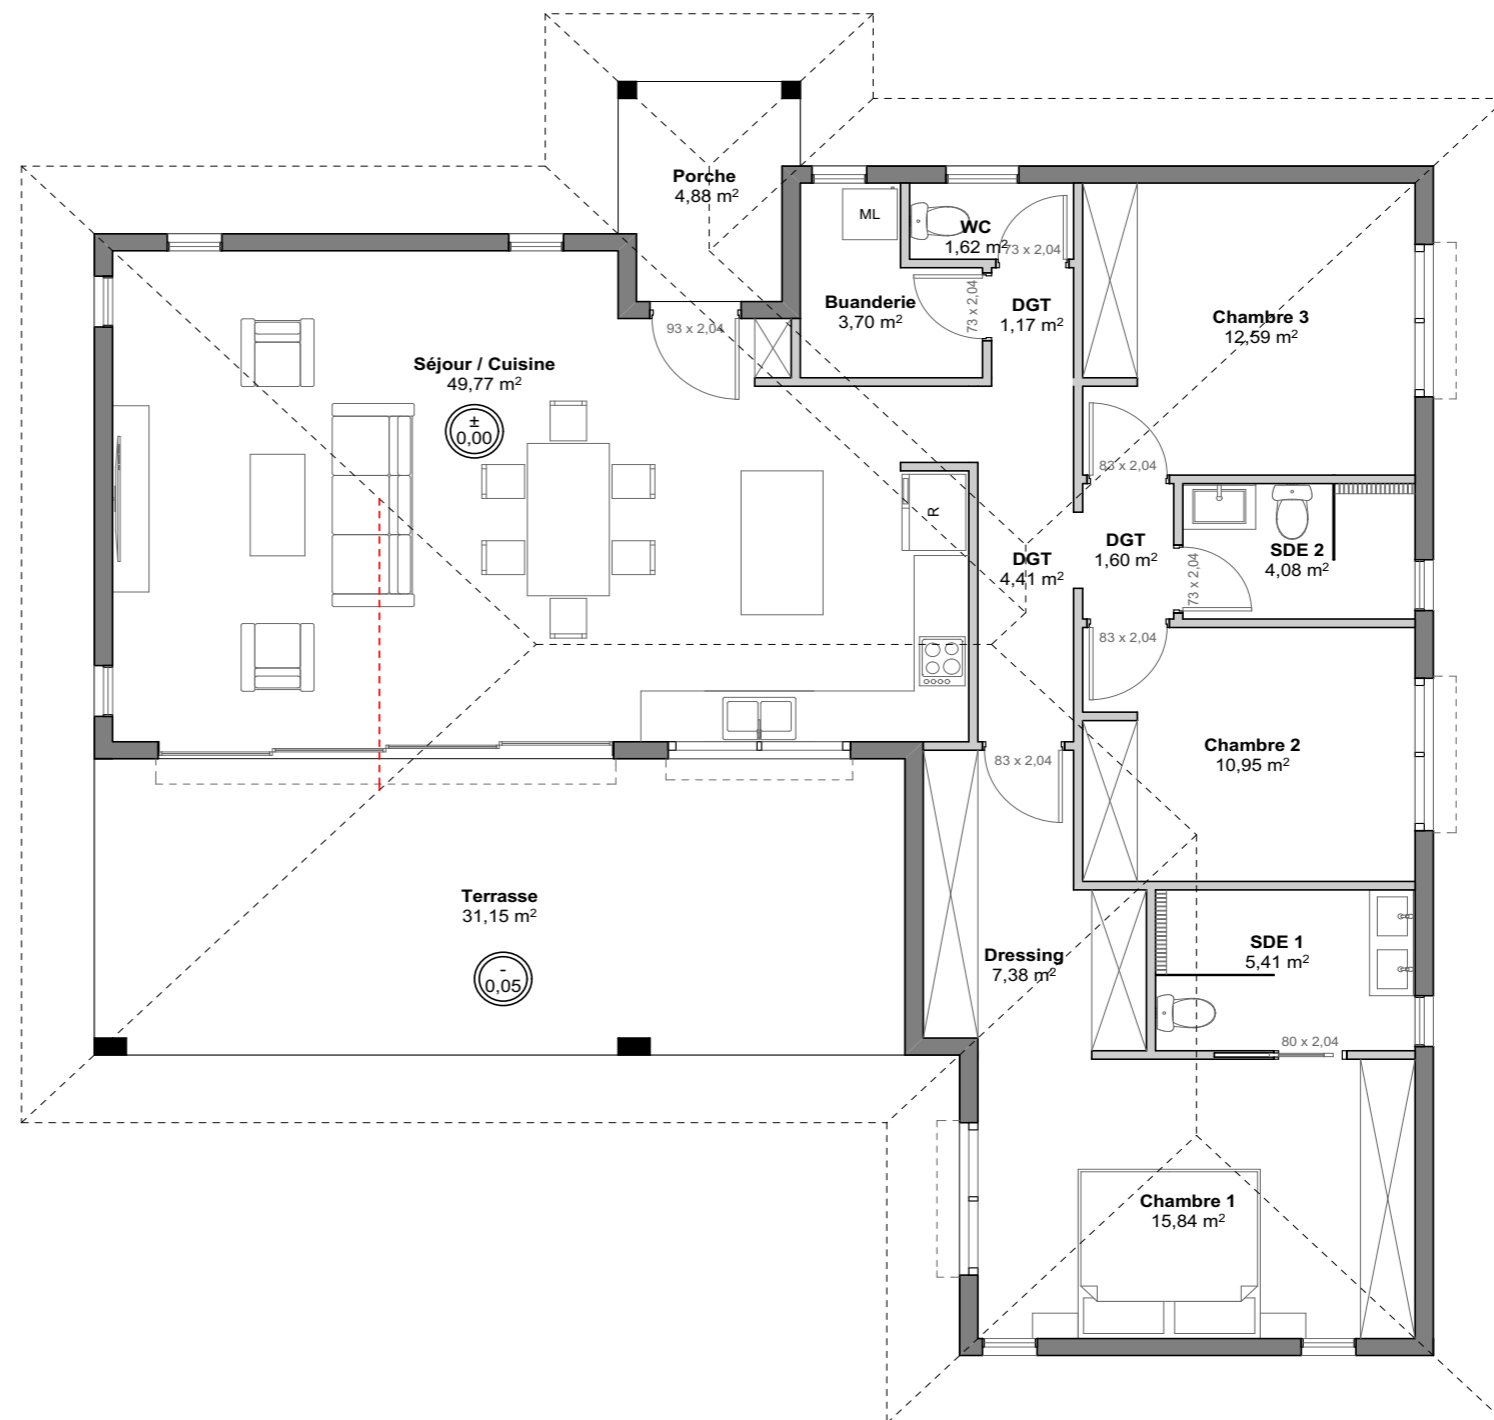 Porche
4,88 m²
ML
WC
1,62 m²
73 x 2,04
Buanderie
3,70 m²
73 x 2,04
DGT
1,17 m²
Chambre 3
12,59 m²
93 x 2,04
Séjour / Cuisine
49,77 m²
±
0,00
83 x 2,04
R
DGT
4,41 m²
DGT
1,60 m²
SDE 2
4,08 m²
73 x 2,04
83 x 2,04
Chambre 2
10,95 m²
83 x 2,04
Terrasse
31,15 m²
-
0,05
Dressing
7,38 m²
SDE 1
5,41 m²
80 x 2,04
Chambre 1
15,84 m²